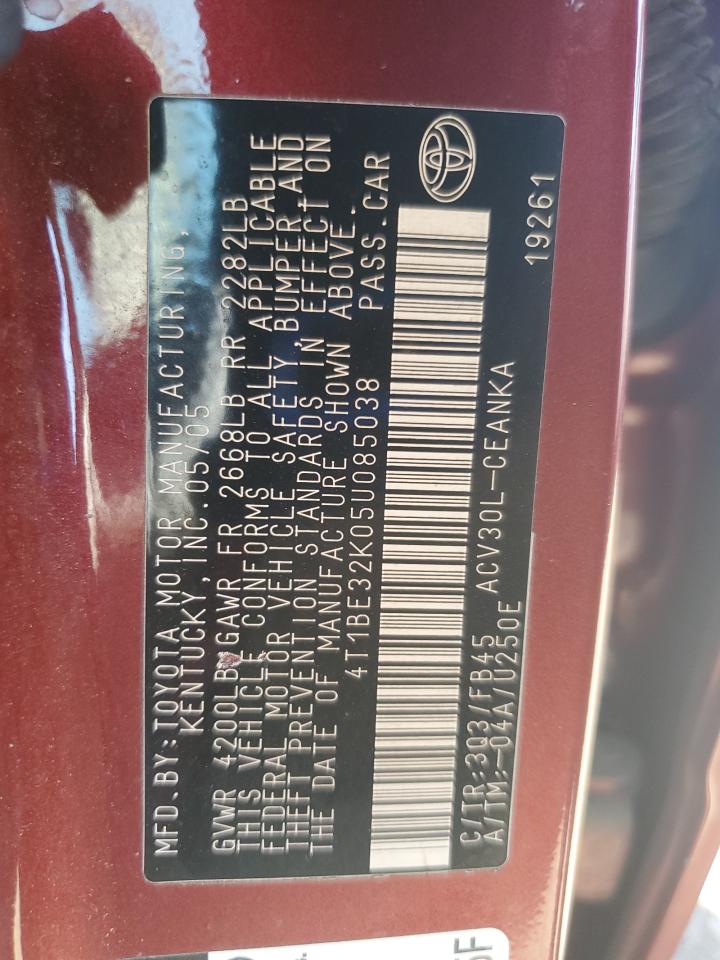 MFD.BY:TOYOTA MOTOR MANUFACTURING,
KENTUCKY,INC.05/05
GVWR 4200LB GAWR FR 2668LB RR 2282LB
THIS VEHICLE CONFORMS TO ALL APPLICABLE
FEDERAL MOTOR VEHICLE SAFETY,BUMPER,AND
THEFT PREVENTION STANDARDS IN EFFECT ON
THE DATE OF MANUFACTURE SHOWN ABOVE.
4T1BE32K05U085038 PASS.CAR
C/TR:3Q3/FB45 ACV30L-CEANKA
A/TM:-04A/U250E 19261
5F